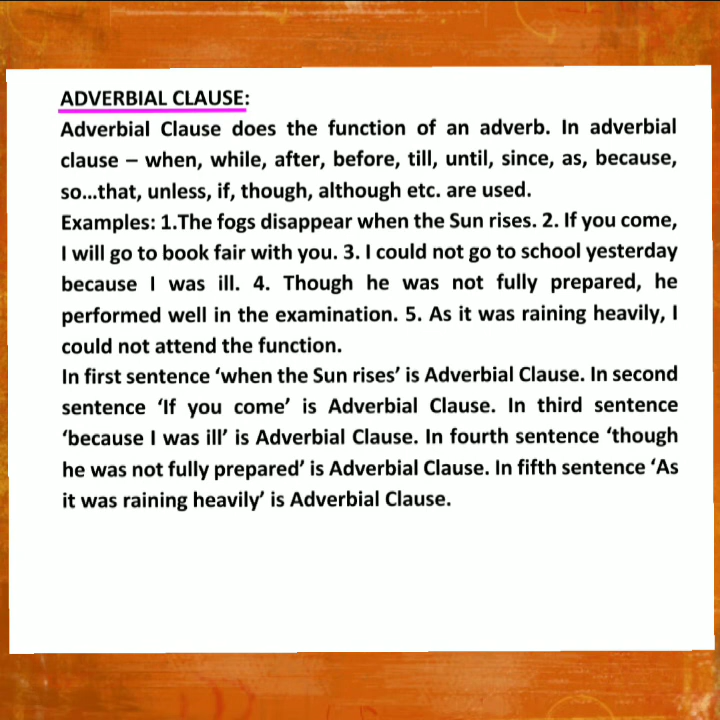 ADVERBIAL CLAUSE:
Adverbial Clause does the function of an adverb. In adverbial
clause – when, while, after, before, till, until, since, as, because,
so...that, unless, if, though, although etc. are used.
Examples: 1.The fogs disappear when the Sun rises. 2. If you come,
I will go to book fair with you. 3. I could not go to school yesterday
because I was ill. 4. Though he was not fully prepared, he
performed well in the examination. 5. As it was raining heavily, I
could not attend the function.
In first sentence ‘when the Sun rises’ is Adverbial Clause. In second
sentence ‘If you come’ is Adverbial Clause. In third sentence
‘because I was ill’ is Adverbial Clause. In fourth sentence ‘though
he was not fully prepared’ is Adverbial Clause. In fifth sentence ‘As
it was raining heavily’ is Adverbial Clause.